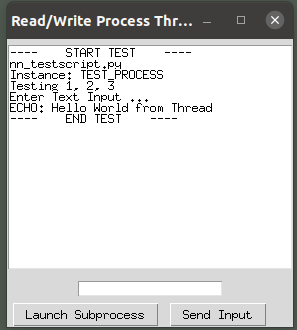 Read/Write Process Thr...
----    START TEST    ----
nn_testscript.py
Instance: TEST_PROCESS
Testing 1, 2, 3
Enter Text Input ...
ECHO: Hello World from Thread
----    END TEST    ----
Launch Subprocess
Send Input